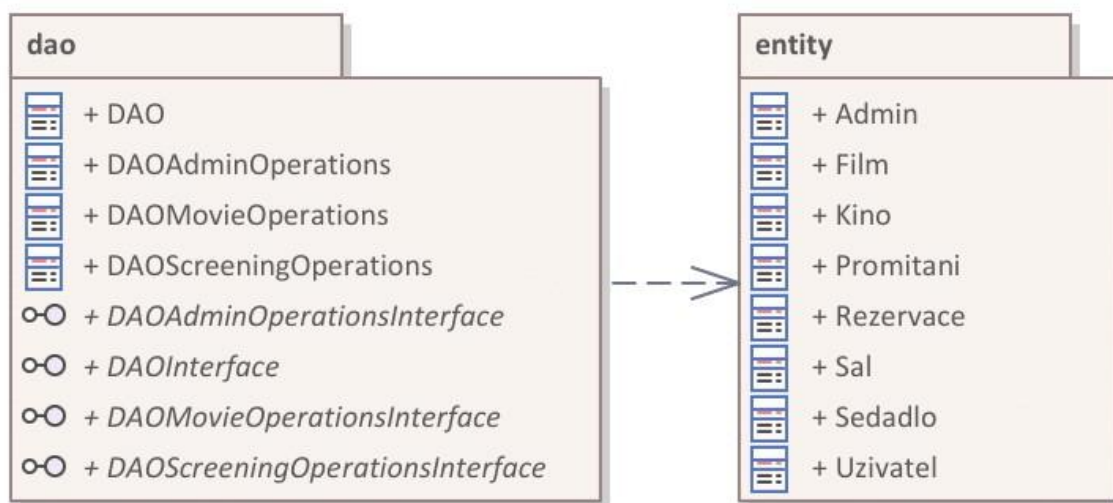 dao
+ DAO
+ DAOAdminOperations
+ DAOMovieOperations
+ DAOScreeningOperations
+ DAOAdminOperationsInterface
+ DAOInterface
+ DAOMovieOperationsInterface
+ DAOScreeningOperationsInterface
entity
+ Admin
+ Film
+ Kino
+ Promitani
+ Rezervace
+ Sal
+ Sedadlo
+ Uzivatel